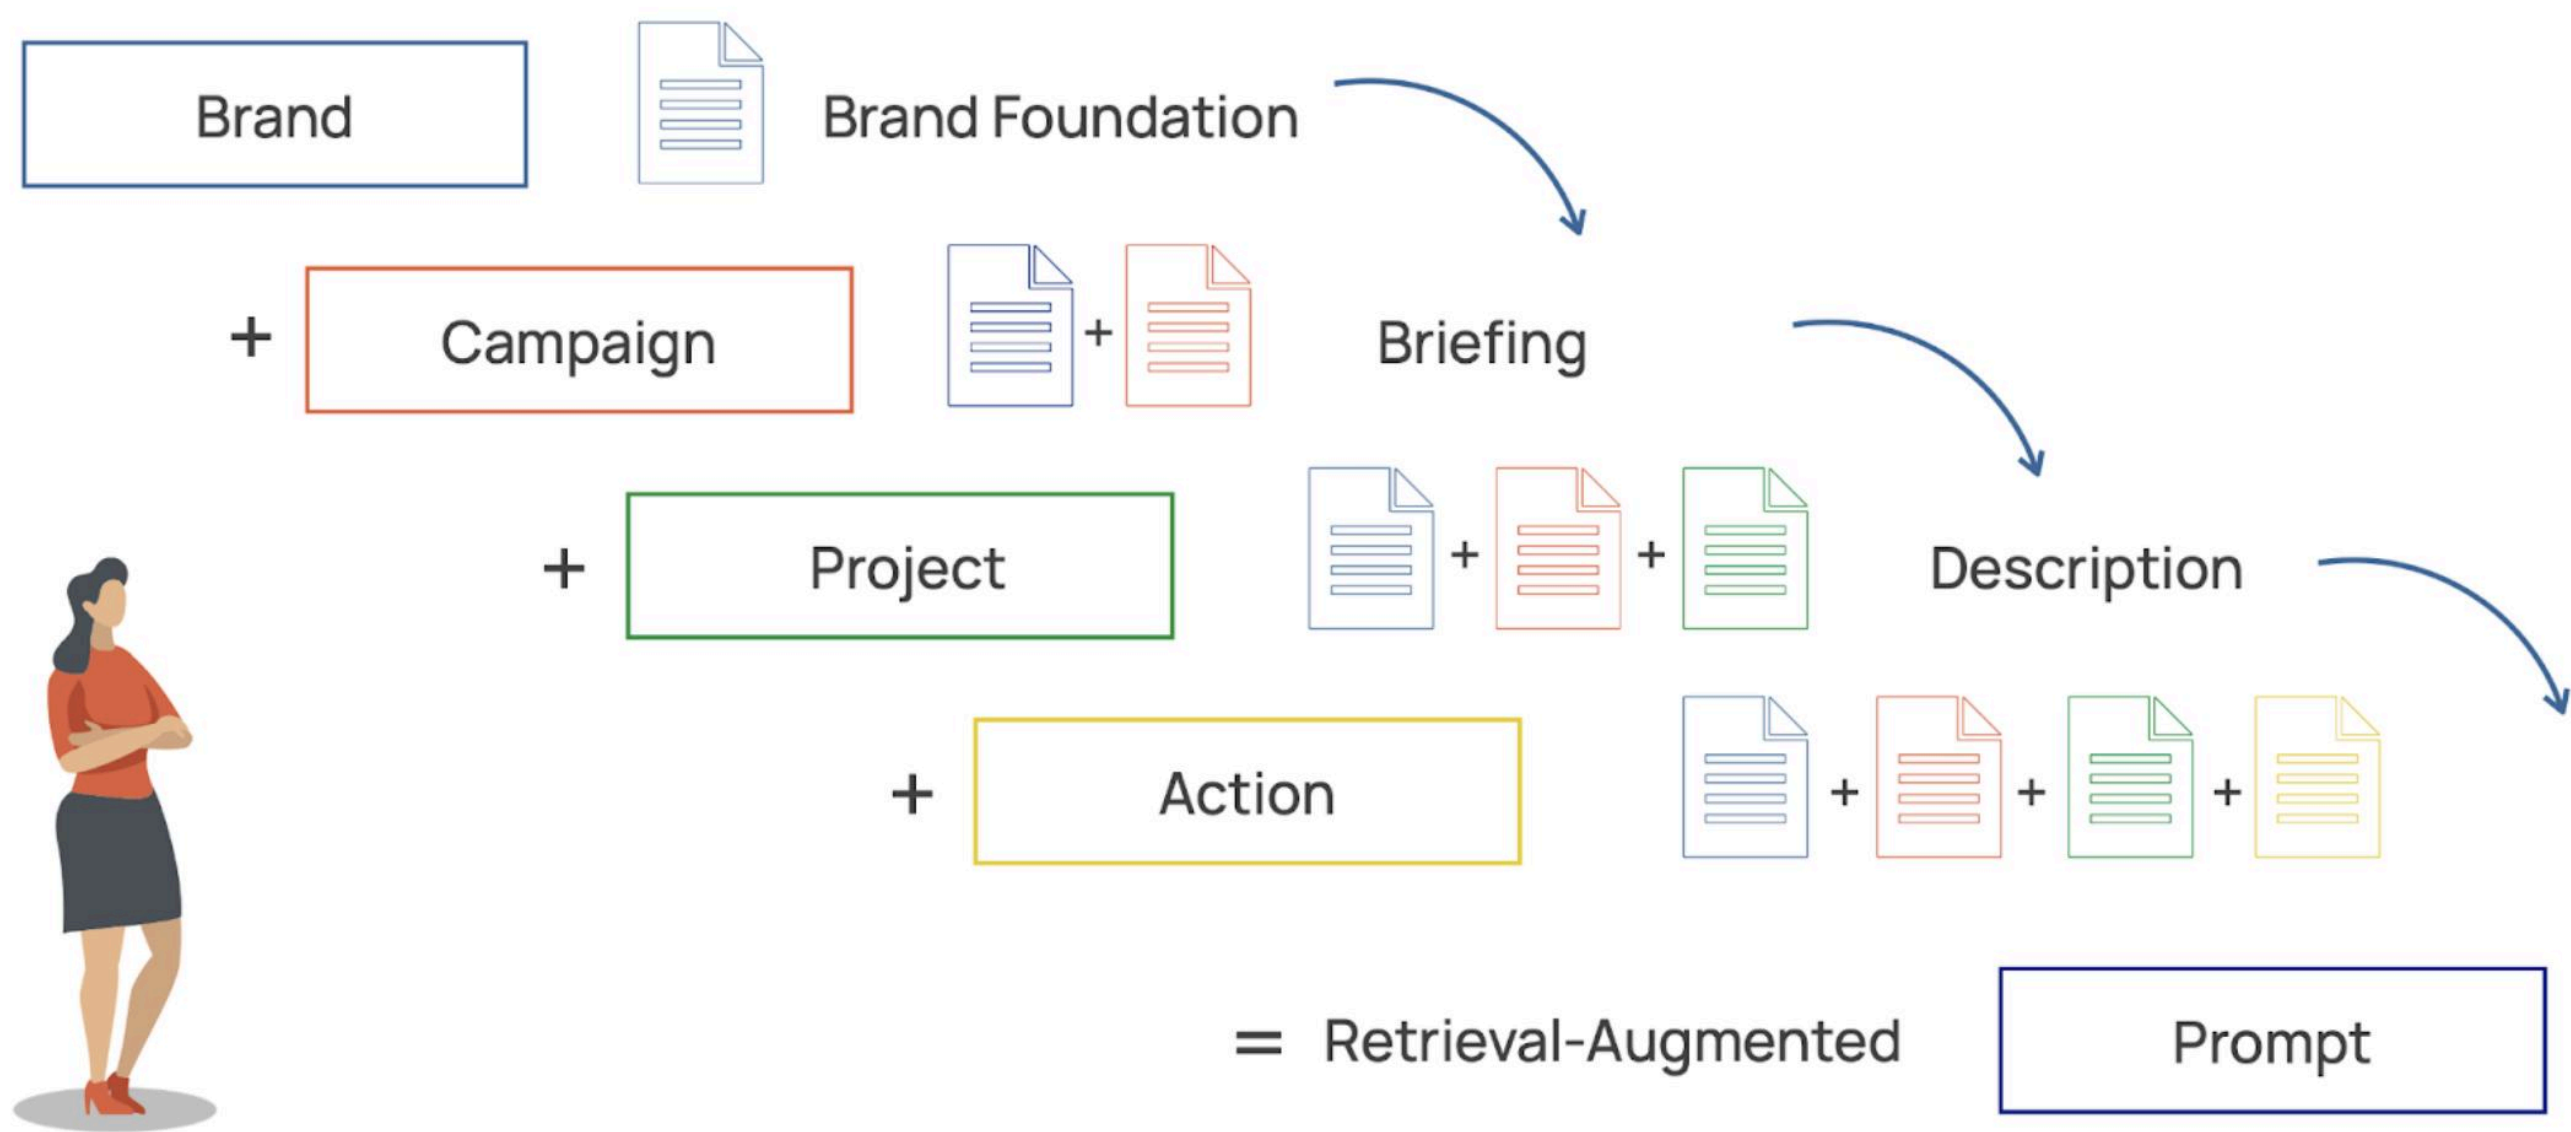 Brand
Brand Foundation
+ Campaign
+
Briefing
+ Project
+ +
Description
+ Action
+ + +
= Retrieval-Augmented Prompt